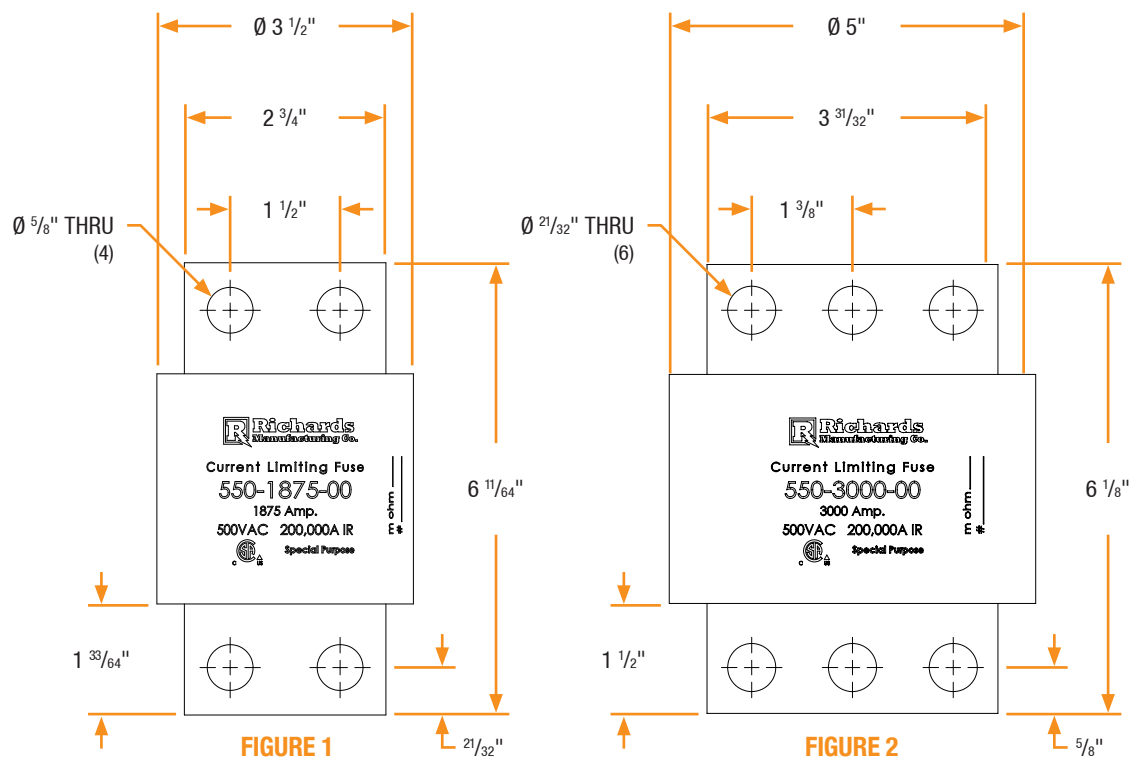 Ø 3 1/2"
2 3/4"
1 1/2"
Ø 5/8" THRU
(4)
R Richards
Manufacturing Co.
Current Limiting Fuse
550-1875-00
1875 Amp.
500VAC 200,000A IR
C US
Special Purpose
m ohm
#
6 11/64"
1 33/64"
21/32"
FIGURE 1
Ø 5"
3 31/32"
1 3/8"
Ø 21/32" THRU
(6)
R Richards
Manufacturing Co.
Current Limiting Fuse
550-3000-00
3000 Amp.
500VAC 200,000A IR
C US
Special Purpose
m ohm
#
6 1/8"
1 1/2"
5/8"
FIGURE 2